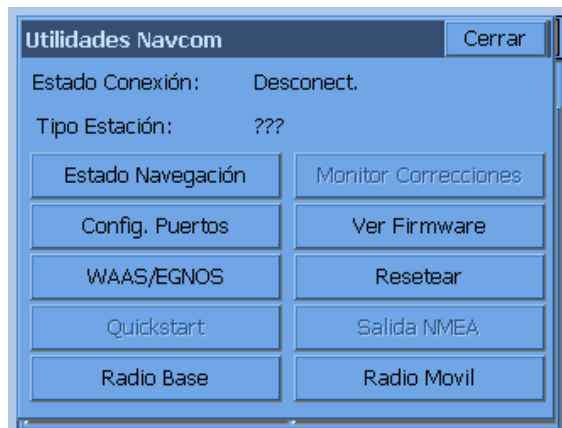 Utilidades Navcom Cerrar
Estado Conexión: Desconect.
Tipo Estación: ???
Estado Navegación Monitor Correcciones
Config. Puertos Ver Firmware
WAAS/EGNOS Resetear
Quickstart Salida NMEA
Radio Base Radio Movil